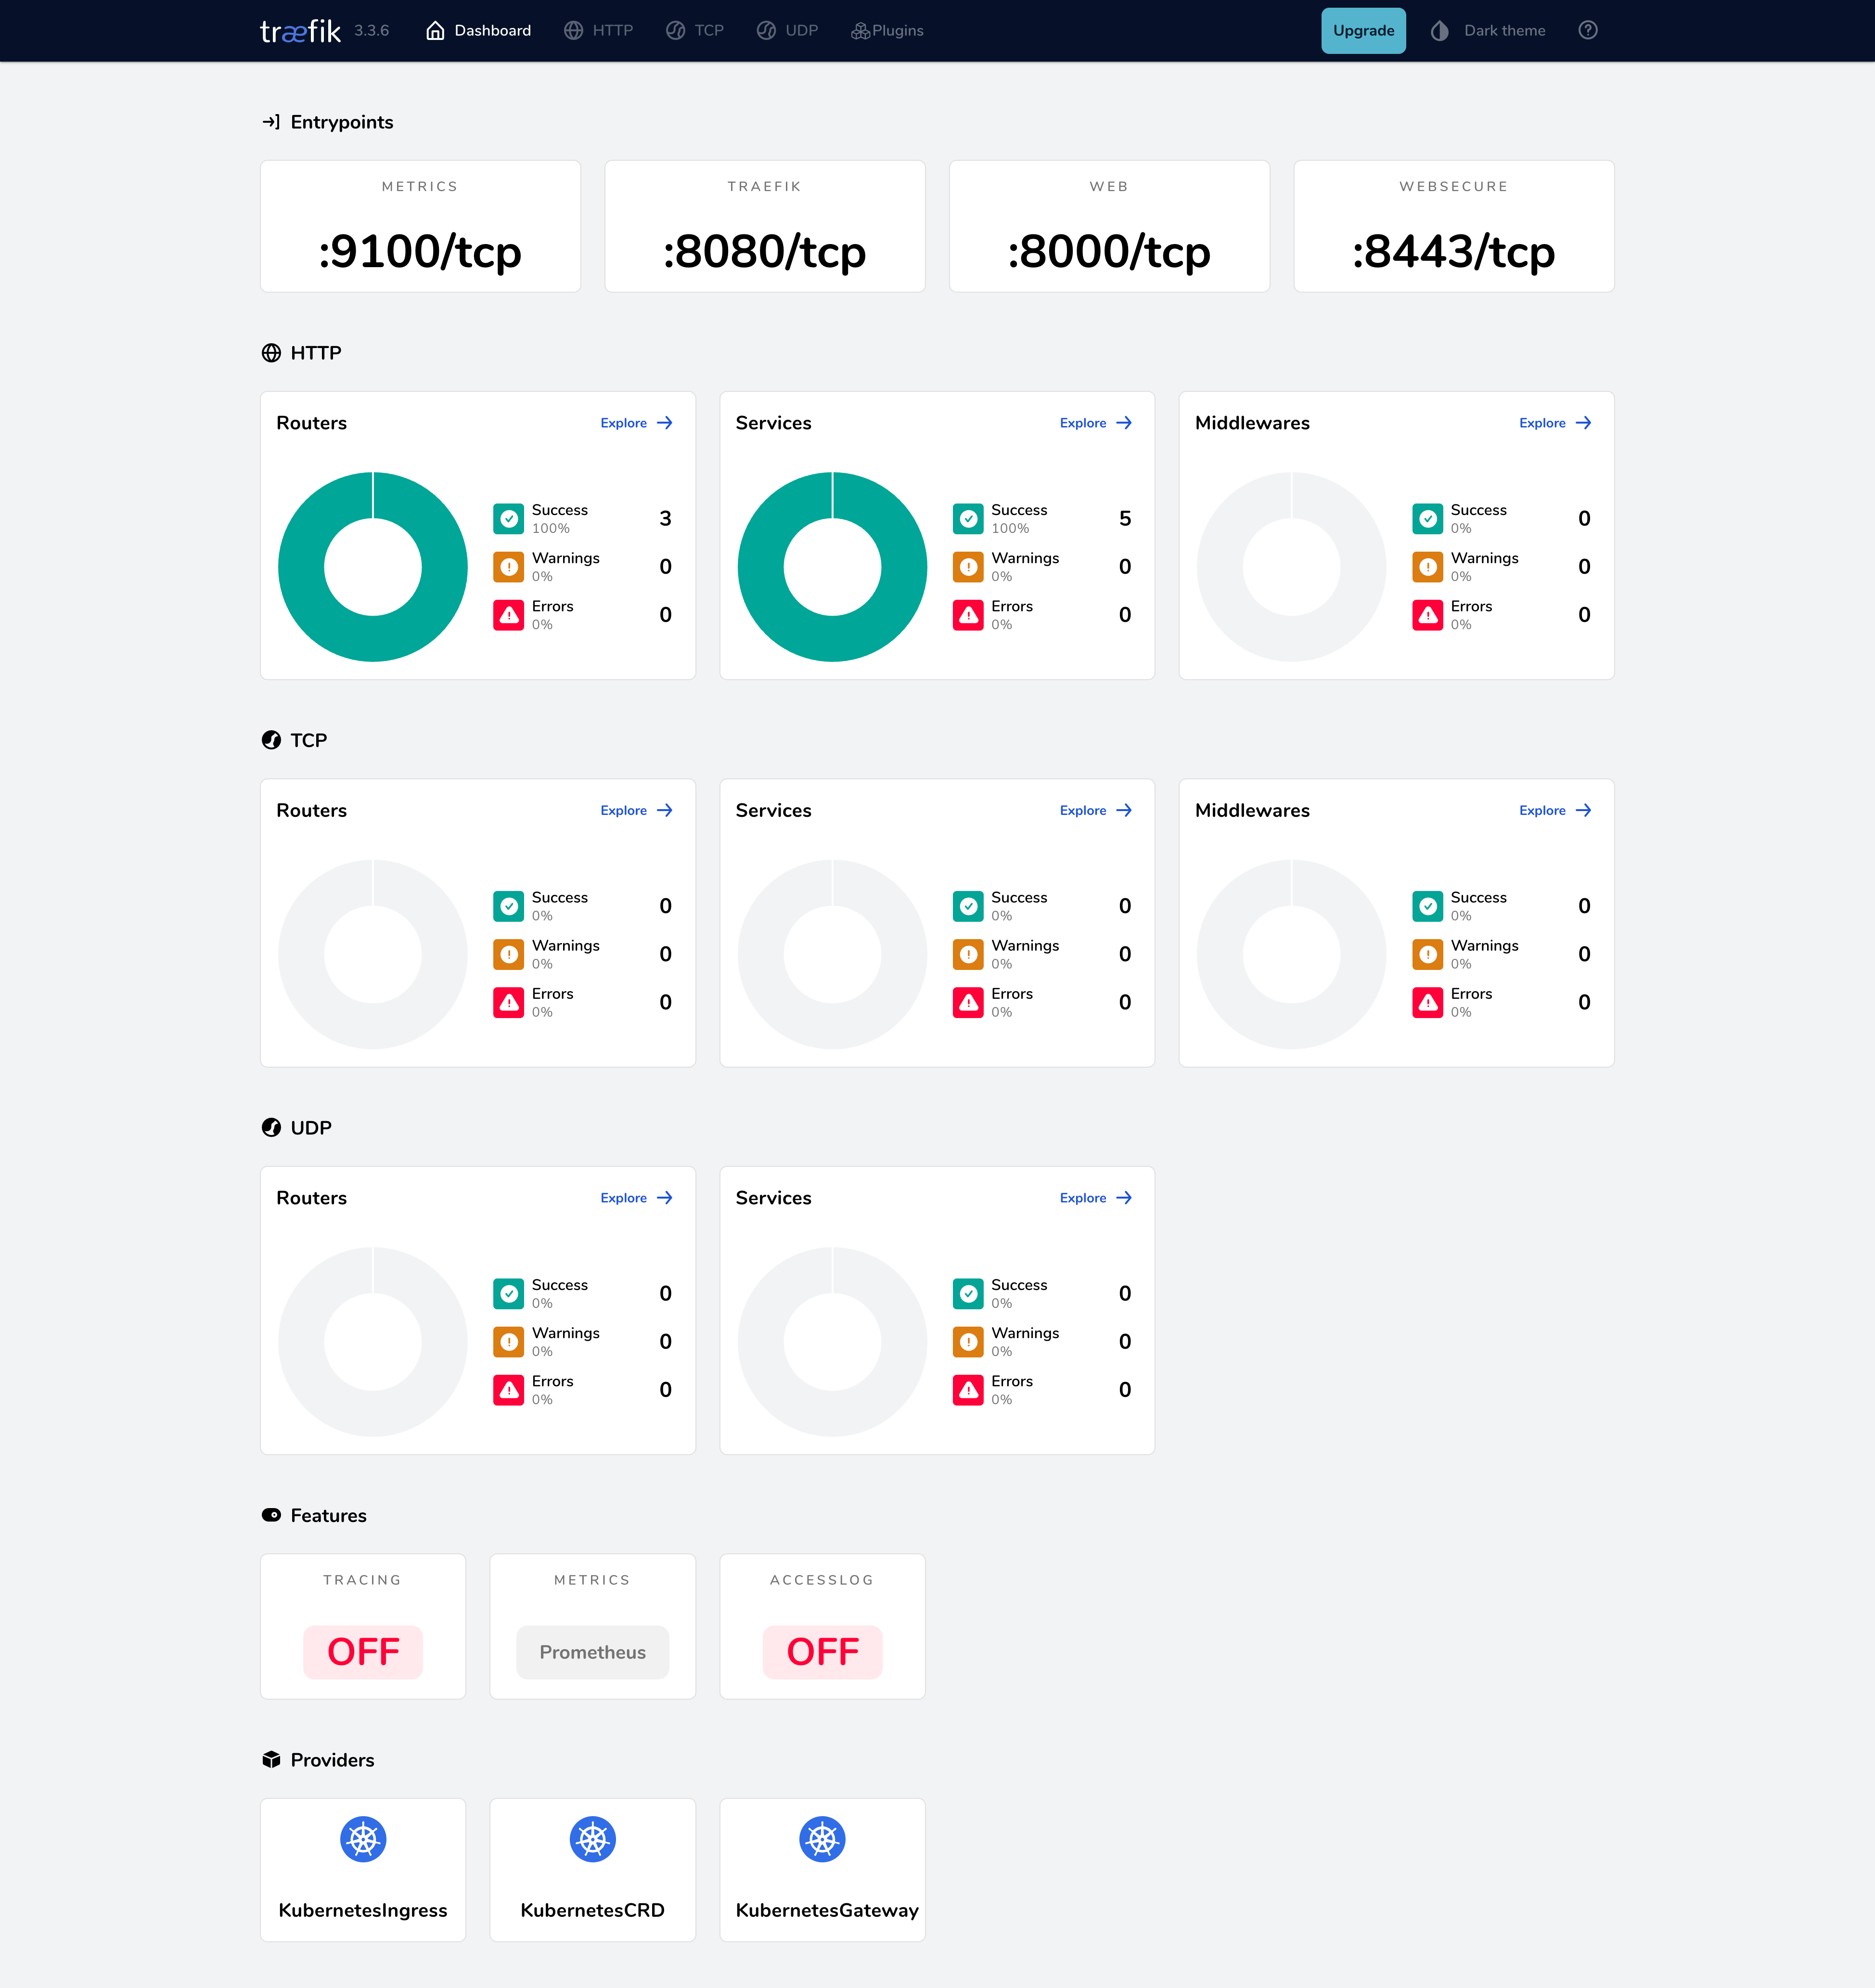 træfik 3.3.6 Dashboard HTTP TCP UDP Plugins Upgrade Dark theme
Entrypoints
METRICS TRAEFIK WEB WEBSECURE
:9100/tcp :8080/tcp :8000/tcp :8443/tcp
HTTP
Routers Explore
Success 3
100%
Warnings 0
0%
Errors 0
0%
Services Explore
Success 5
100%
Warnings 0
0%
Errors 0
0%
Middlewares Explore
Success 0
0%
Warnings 0
0%
Errors 0
0%
TCP
Routers Explore
Success 0
0%
Warnings 0
0%
Errors 0
0%
Services Explore
Success 0
0%
Warnings 0
0%
Errors 0
0%
Middlewares Explore
Success 0
0%
Warnings 0
0%
Errors 0
0%
UDP
Routers Explore
Success 0
0%
Warnings 0
0%
Errors 0
0%
Services Explore
Success 0
0%
Warnings 0
0%
Errors 0
0%
Features
TRACING METRICS ACCESSLOG
OFF Prometheus OFF
Providers
KubernetesIngress KubernetesCRD KubernetesGateway